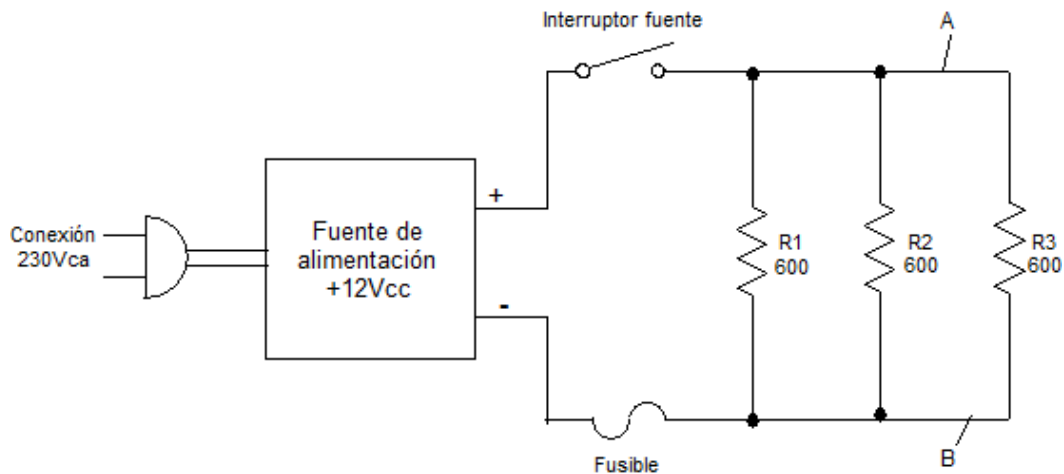 Interruptor fuente
A
+
Conexión
230Vca
Fuente de
alimentación
+12Vcc
-
R1
600
R2
600
R3
600
Fusible
B